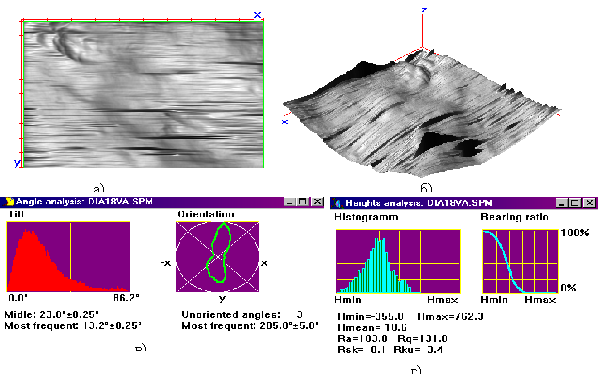 x
y
а)
z
x
б)
Angle analysis: DIA18VA.SPM
Tilt
Orientation
-x
x
y
0.0°
86.2°
Midle: 23.0°±0.25°
Most frequent: 13.2°±0.25°
Unoriented angles: 3
Most frequent: 205.0°±5.0°
в)
Heights analysis: DIA18VA.SPM
Histogramm
Bearing ratio
100%
0%
Hmin
Hmax
Hmin
Hmax
Hmin=-355.0 Hmax=762.3
Hmean= 10.6
Ra=103.0 Rq=131.0
Rsk= 0.1 Rku= 3.4
г)